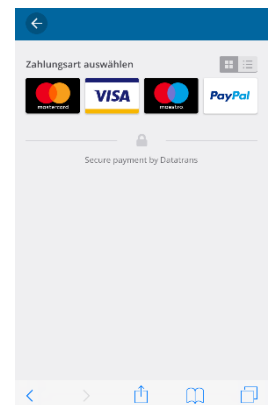 Zahlungsart auswählen
mastercard VISA maestro PayPal
Secure payment by Datatrans